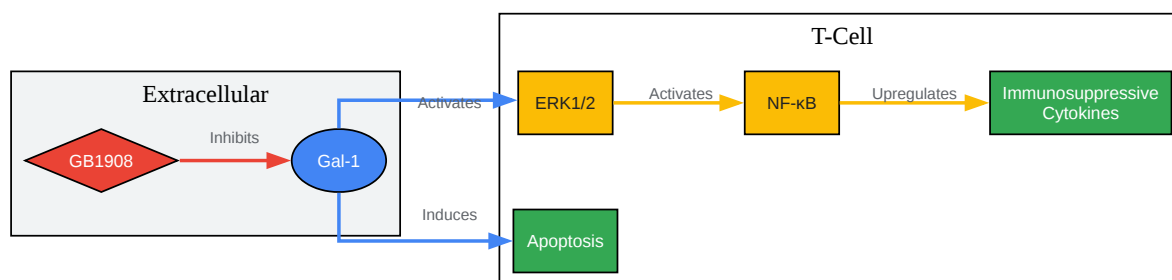 T-Cell
Extracellular
Activates
ERK1/2
Activates
NF-κB
Upregulates
Immunosuppressive
Cytokines
GB1908
Inhibits
Gal-1
Induces
Apoptosis